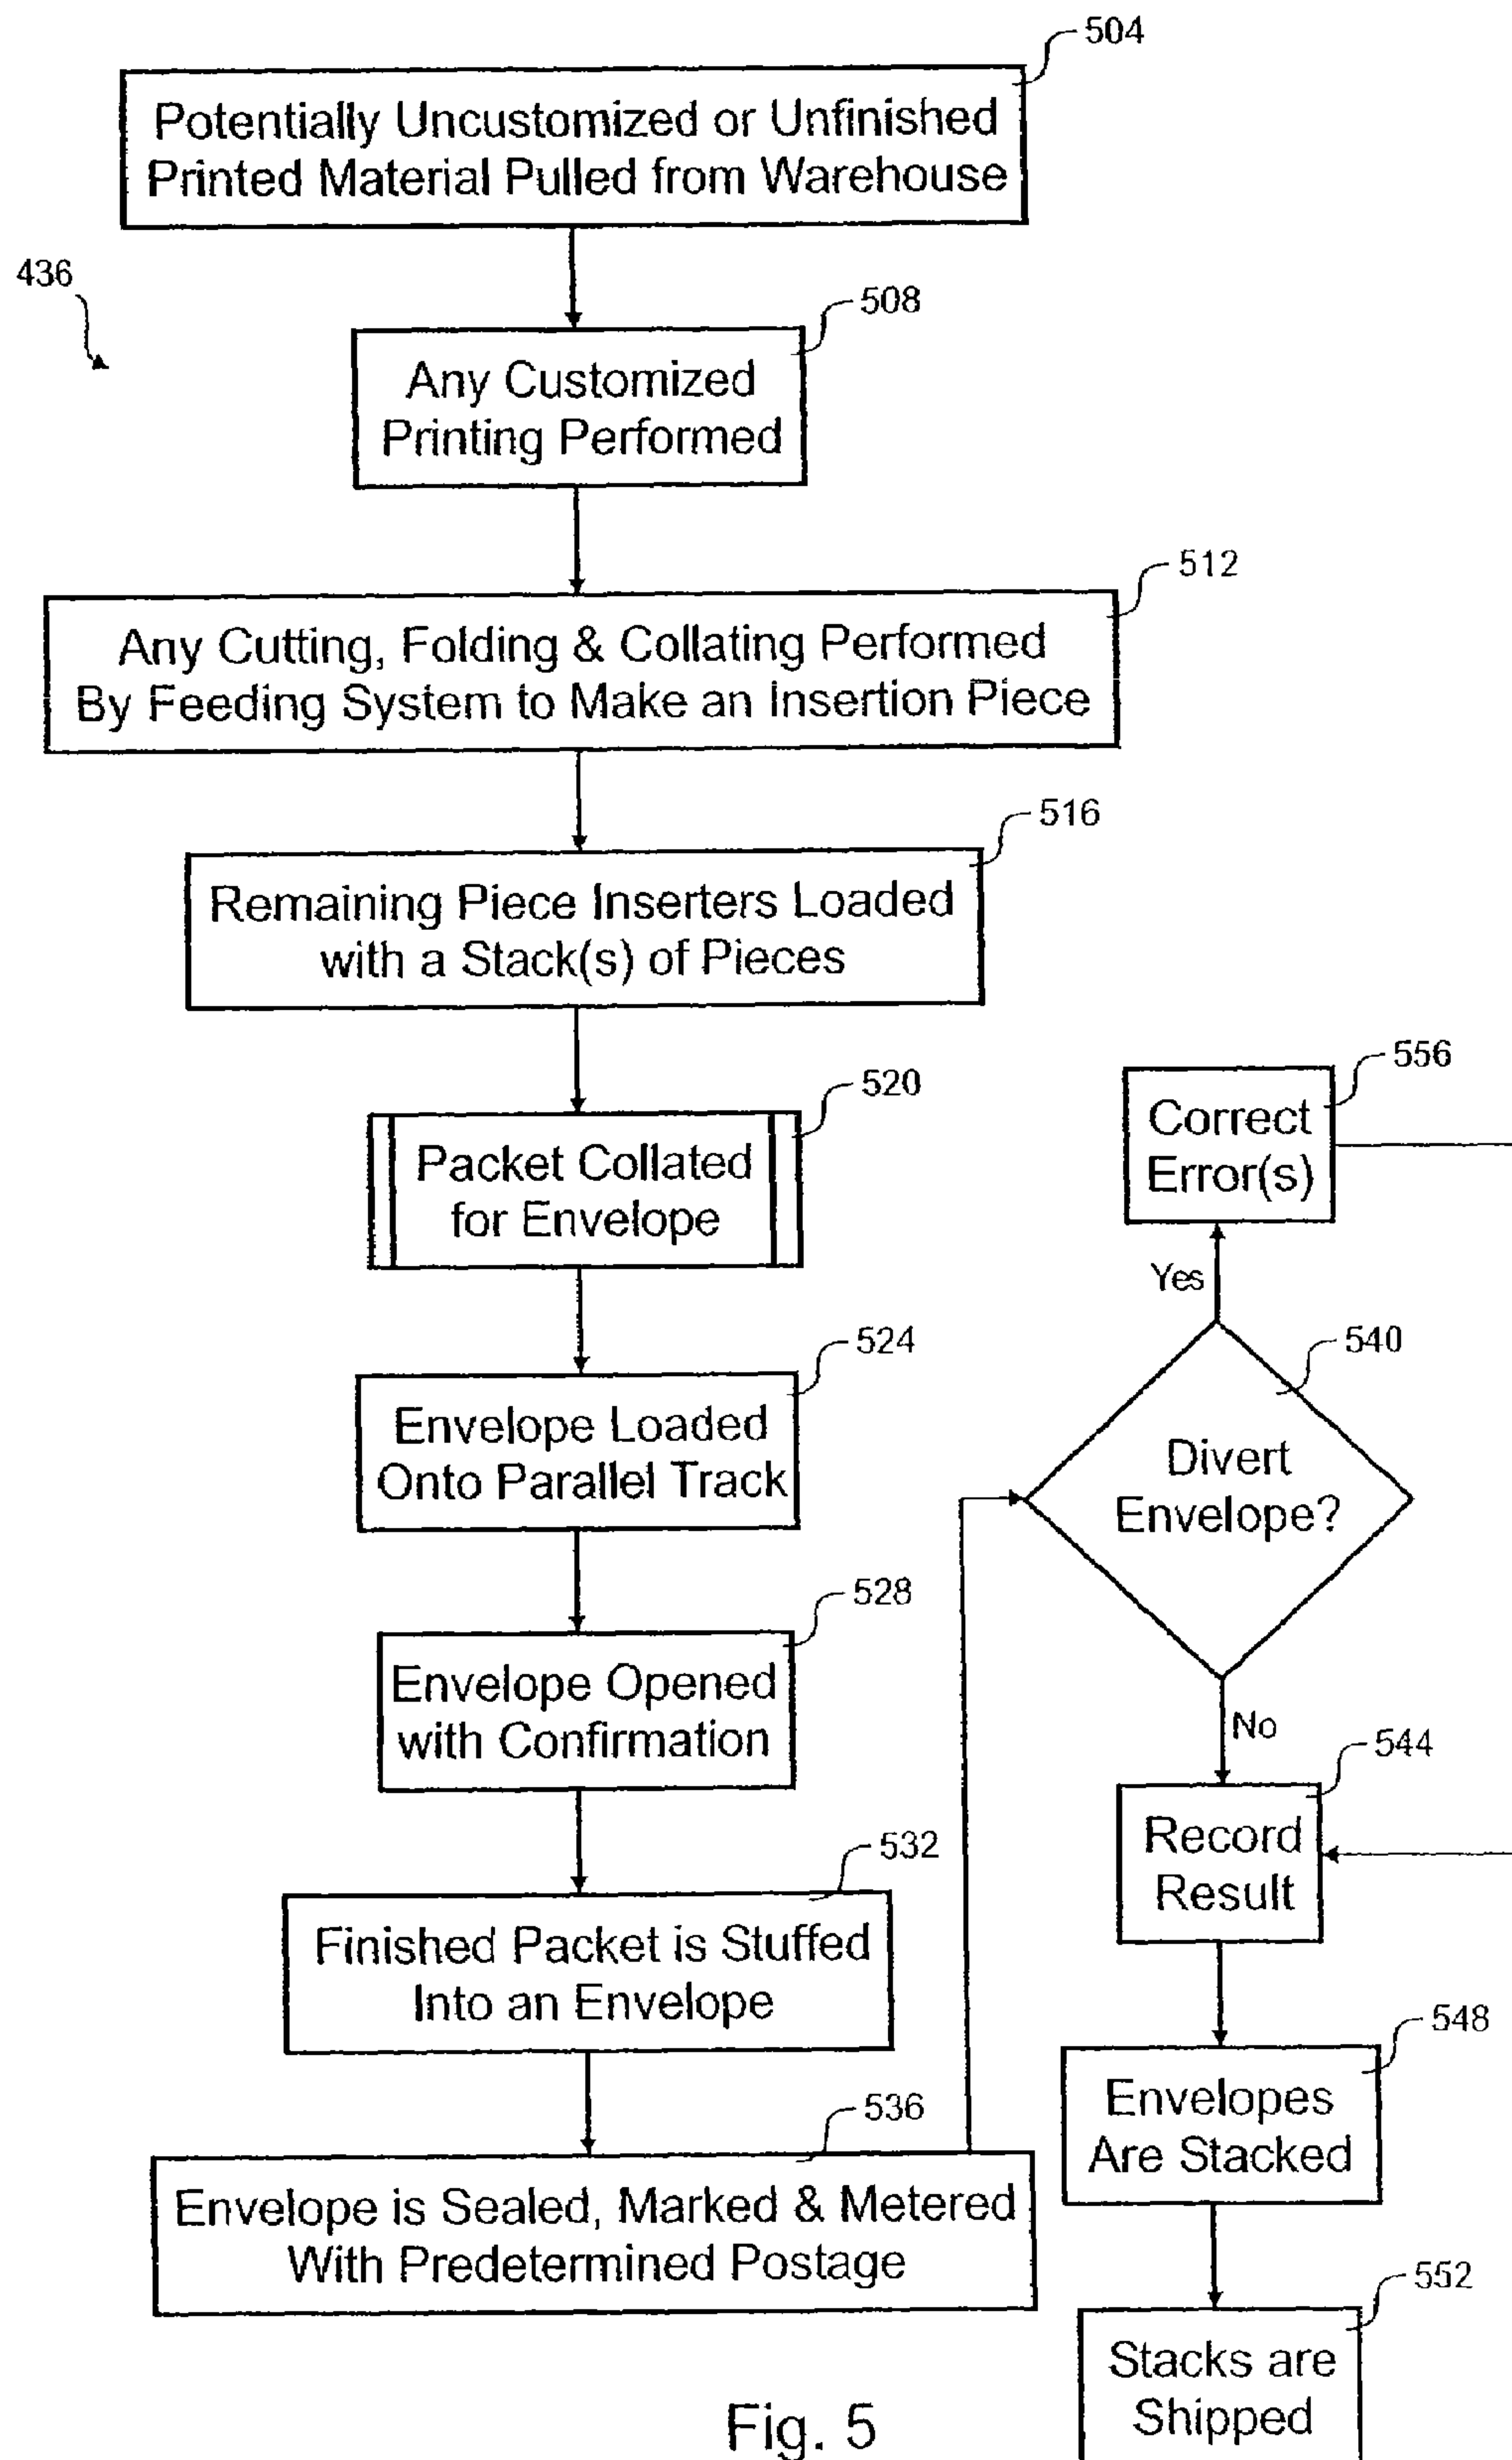 504
Potentially Uncustomized or Unfinished
Printed Material Pulled from Warehouse
436
508
Any Customized
Printing Performed
512
Any Cutting, Folding & Collating Performed
By Feeding System to Make an Insertion Piece
516
Remaining Piece Inserters Loaded
with a Stack(s) of Pieces
520
Packet Collated
for Envelope
524
Envelope Loaded
Onto Parallel Track
528
Envelope Opened
with Confirmation
532
Finished Packet is Stuffed
Into an Envelope
536
Envelope is Sealed, Marked & Metered
With Predetermined Postage
556
Correct
Error(s)
Yes
540
Divert
Envelope?
No
544
Record
Result
548
Envelopes
Are Stacked
552
Stacks are
Shipped
Fig. 5